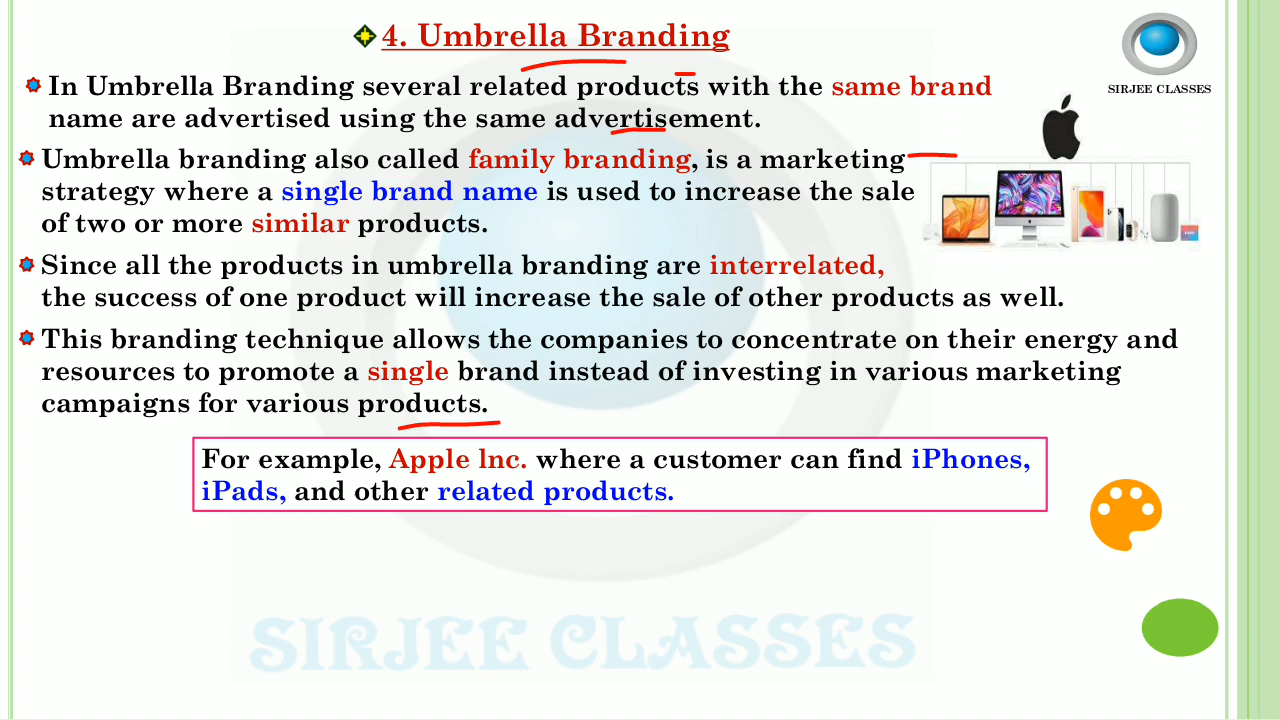 4. Umbrella Branding
SIRJEE CLASSES
In Umbrella Branding several related products with the same brand
name are advertised using the same advertisement.
Umbrella branding also called family branding, is a marketing
strategy where a single brand name is used to increase the sale
of two or more similar products.
Since all the products in umbrella branding are interrelated,
the success of one product will increase the sale of other products as well.
This branding technique allows the companies to concentrate on their energy and
resources to promote a single brand instead of investing in various marketing
campaigns for various products.
For example, Apple lnc. where a customer can find iPhones,
iPads, and other related products.
SIRJEE CLASSES